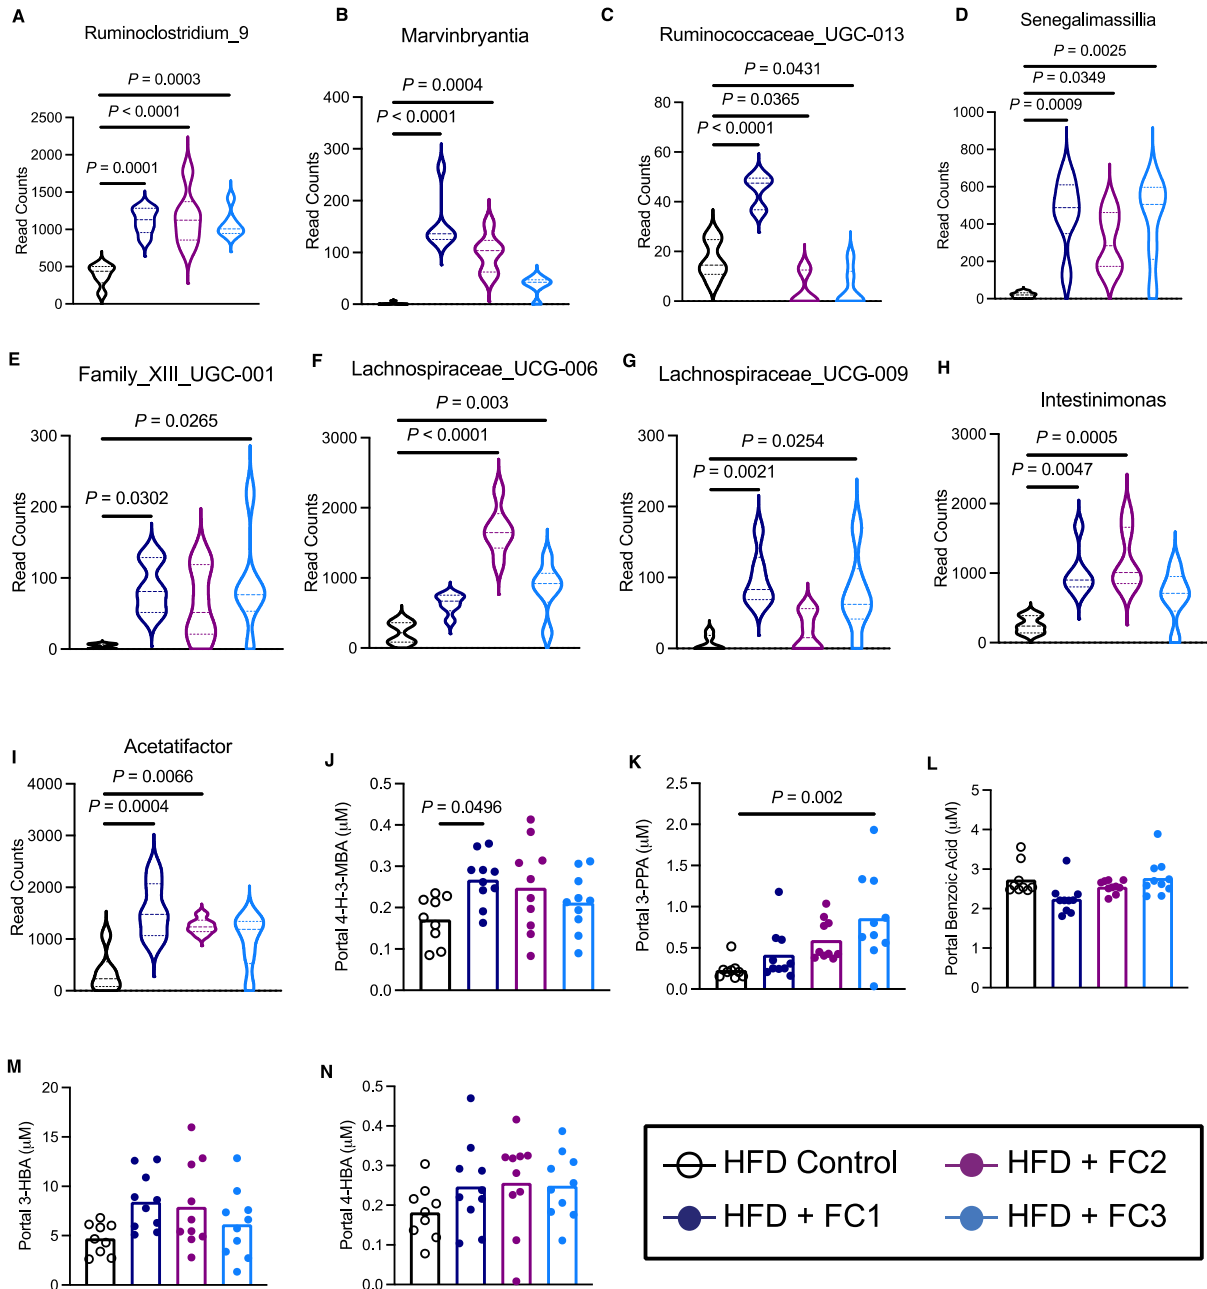 A
Ruminoclostridium_9
P = 0.0003
P < 0.0001
P = 0.0001
Read Counts
2500
2000
1500
1000
500
0
B
Marvinbryantia
P = 0.0004
P < 0.0001
Read Counts
400
300
200
100
0
C
Ruminococcaceae_UGC-013
P = 0.0431
P = 0.0365
P < 0.0001
Read Counts
80
60
40
20
0
D
Senegalimassillia
P = 0.0025
P = 0.0349
P = 0.0009
Read Counts
1000
800
600
400
200
0
E
Family_XIII_UGC-001
P = 0.0265
P = 0.0302
Read Counts
300
200
100
0
F
Lachnospiraceae_UCG-006
P = 0.003
P < 0.0001
Read Counts
3000
2000
1000
0
G
Lachnospiraceae_UCG-009
P = 0.0254
P = 0.0021
Read Counts
300
200
100
0
H
Intestinimonas
P = 0.0005
P = 0.0047
Read Counts
3000
2000
1000
0
I
Acetatifactor
P = 0.0066
P = 0.0004
Read Counts
4000
3000
2000
1000
0
J
P = 0.0496
Portal 4-H-3-MBA (μM)
0.5
0.4
0.3
0.2
0.1
0.0
K
P = 0.002
Portal 3-PPA (μM)
2.5
2.0
1.5
1.0
0.5
0.0
L
Portal Benzoic Acid (μM)
5
4
3
2
1
0
M
Portal 3-HBA (μM)
20
15
10
5
0
N
Portal 4-HBA (μM)
0.5
0.4
0.3
0.2
0.1
0.0
HFD Control
HFD + FC2
HFD + FC1
HFD + FC3